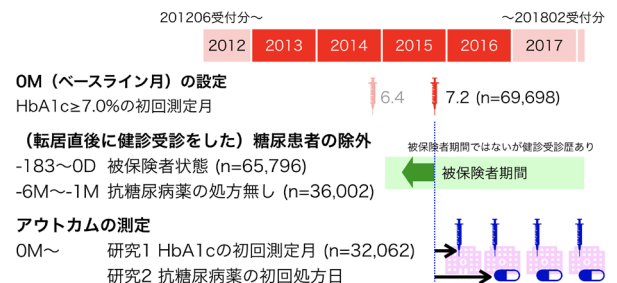 201206受付分〜
〜201802受付分
2012 2013 2014 2015 2016 2017
0M（ベースライン月）の設定
HbA1c≥7.0%の初回測定月
6.4
7.2 (n=69,698)
（転居直後に健診受診をした）糖尿患者の除外
被保険者期間ではないが健診受診歴あり
-183〜0D 被保険者状態 (n=65,796)
被保険者期間
-6M〜-1M 抗糖尿病薬の処方無し (n=36,002)
アウトカムの測定
0M〜 研究1 HbA1cの初回測定月 (n=32,062)
研究2 抗糖尿病薬の初回処方日